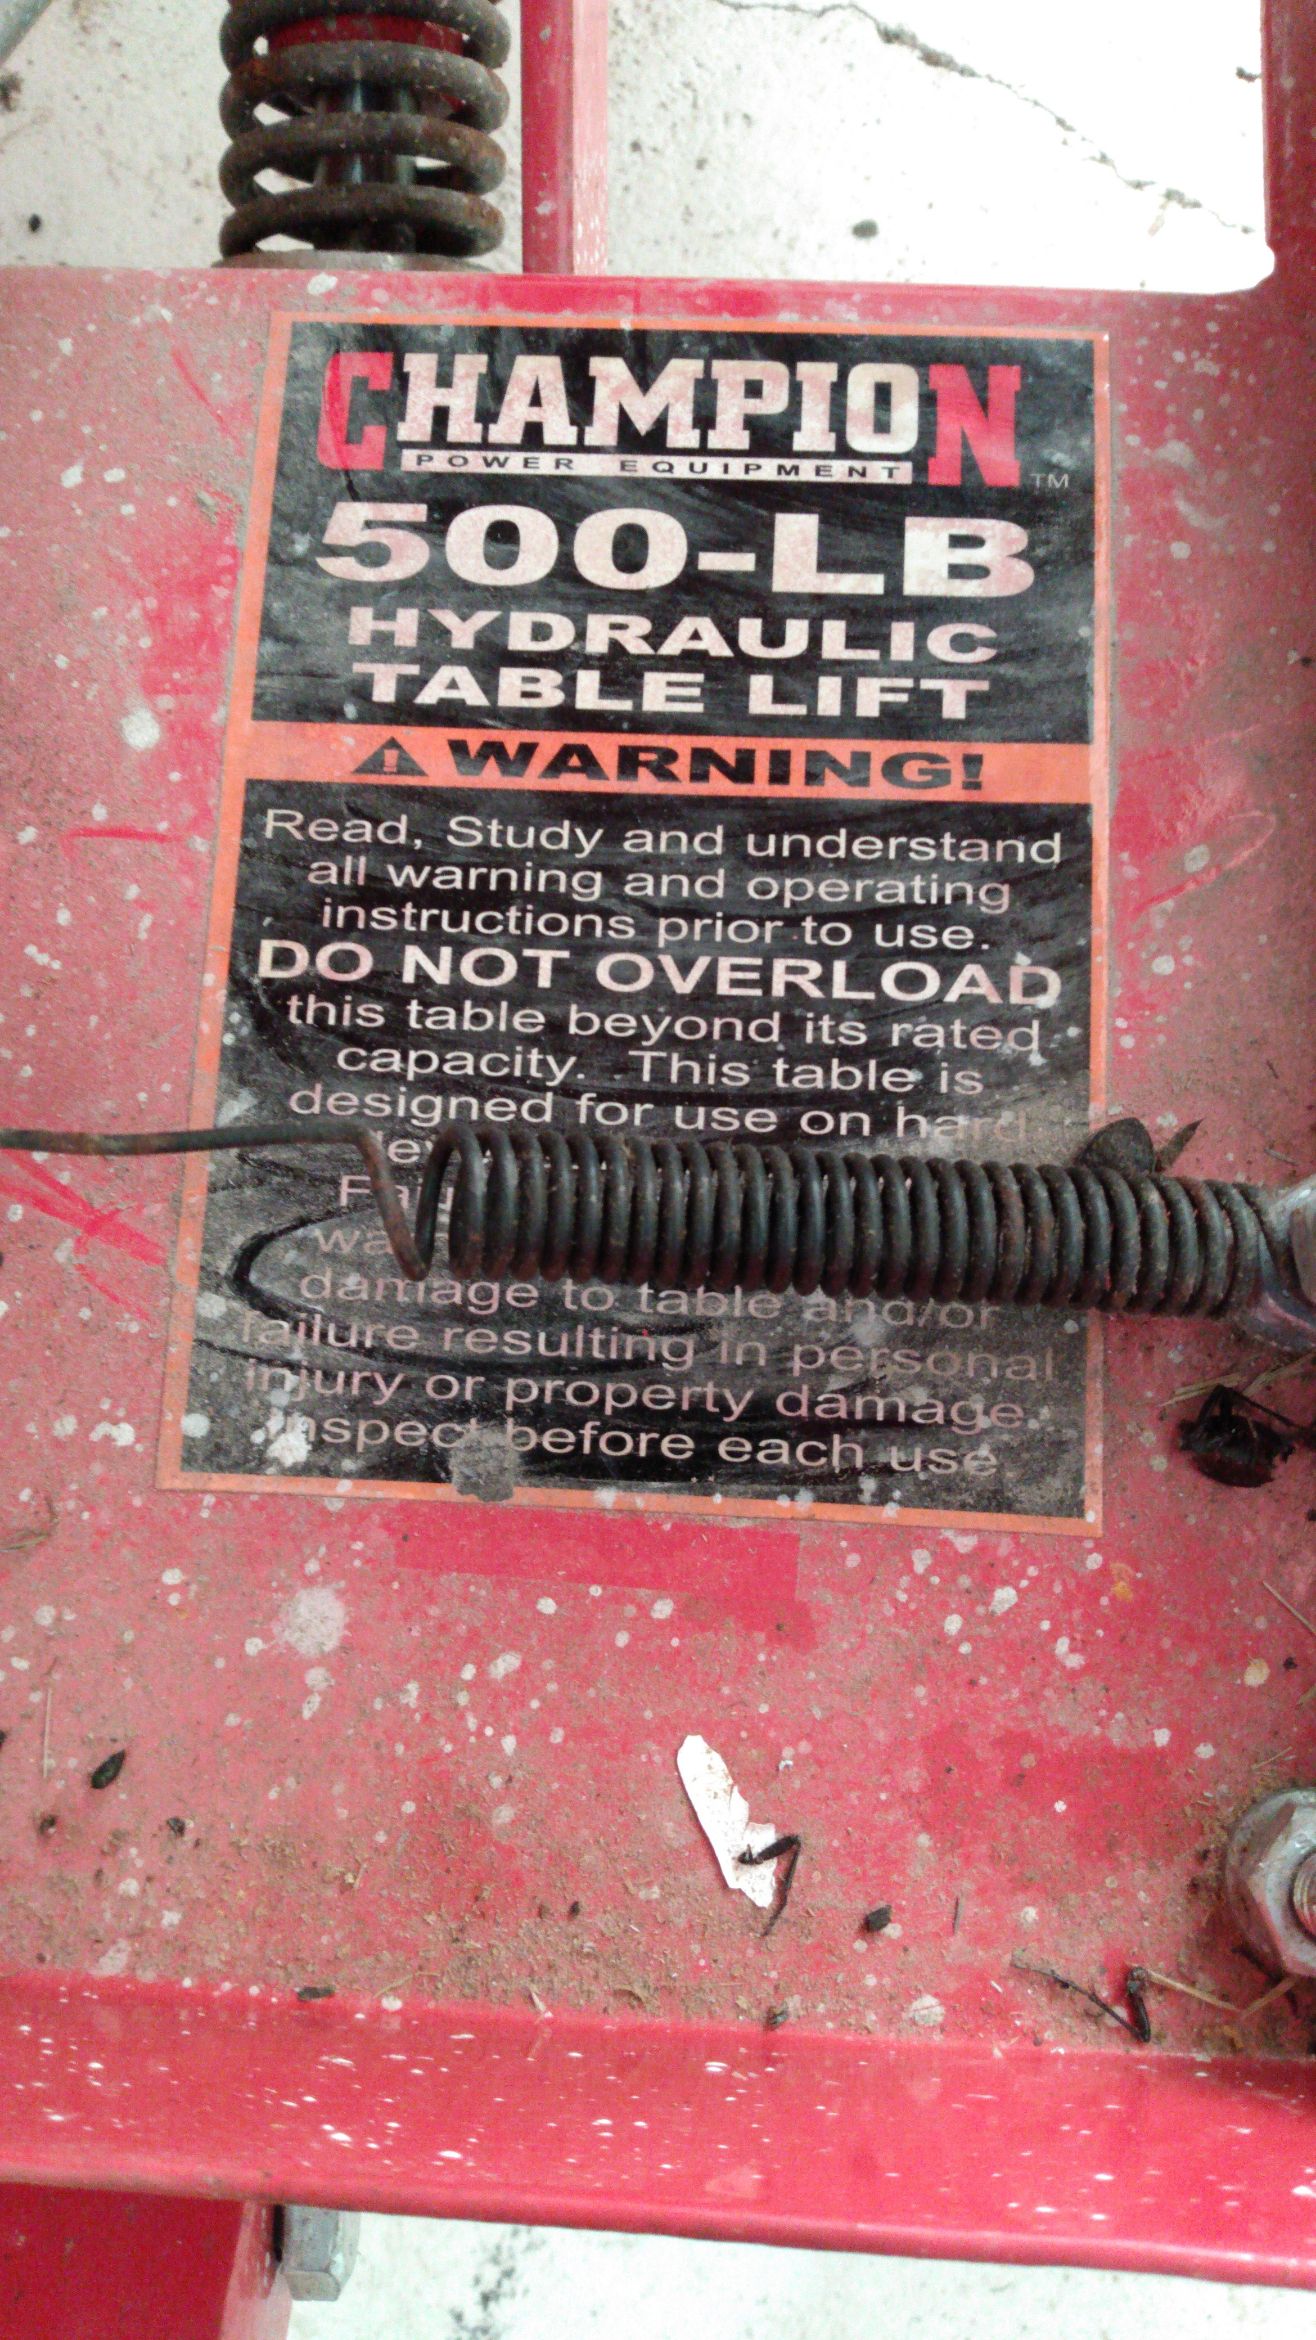 CHAMPION
POWER EQUIPMENT
TM
500-LB
HYDRAULIC
TABLE LIFT
WARNING!
Read, Study and understand
all warning and operating
instructions prior to use.
DO NOT OVERLOAD
this table beyond its rated
capacity. This table is
designed for use on hard
damage to table and/or
failure resulting in personal
injury or property damage.
Inspect before each use